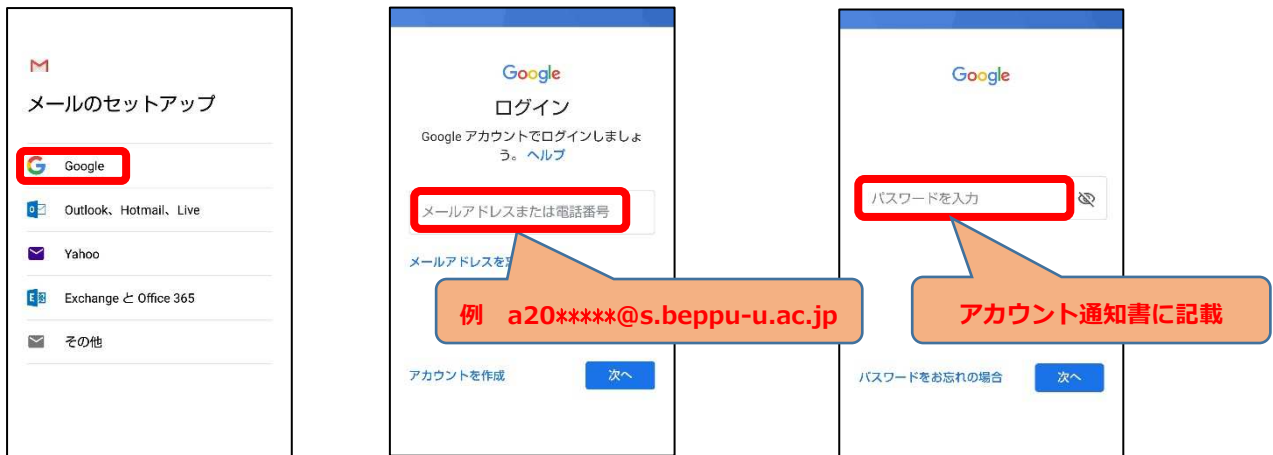 メールのセットアップ
Google
Outlook、Hotmail、Live
Yahoo
Exchange と Office 365
その他
Google
ログイン
Google アカウントでログインしましょ
う。 ヘルプ
メールアドレスまたは電話番号
メールアドレスを
例 a20*****@s.beppu-u.ac.jp
アカウントを作成
次へ
Google
パスワードを入力
アカウント通知書に記載
パスワードをお忘れの場合
次へ